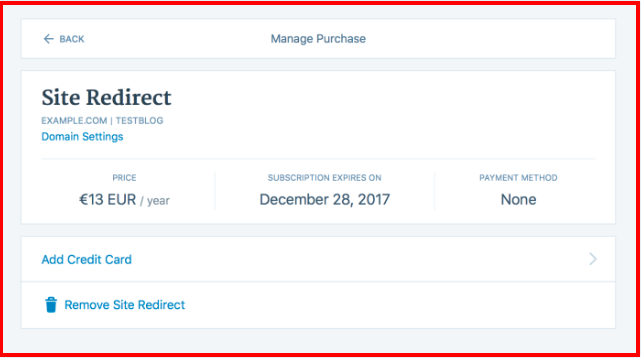 BACK
Manage Purchase
Site Redirect
EXAMPLE.COM | TESTBLOG
Domain Settings
PRICE
€13 EUR / year
SUBSCRIPTION EXPIRES ON
December 28, 2017
PAYMENT METHOD
None
Add Credit Card
Remove Site Redirect